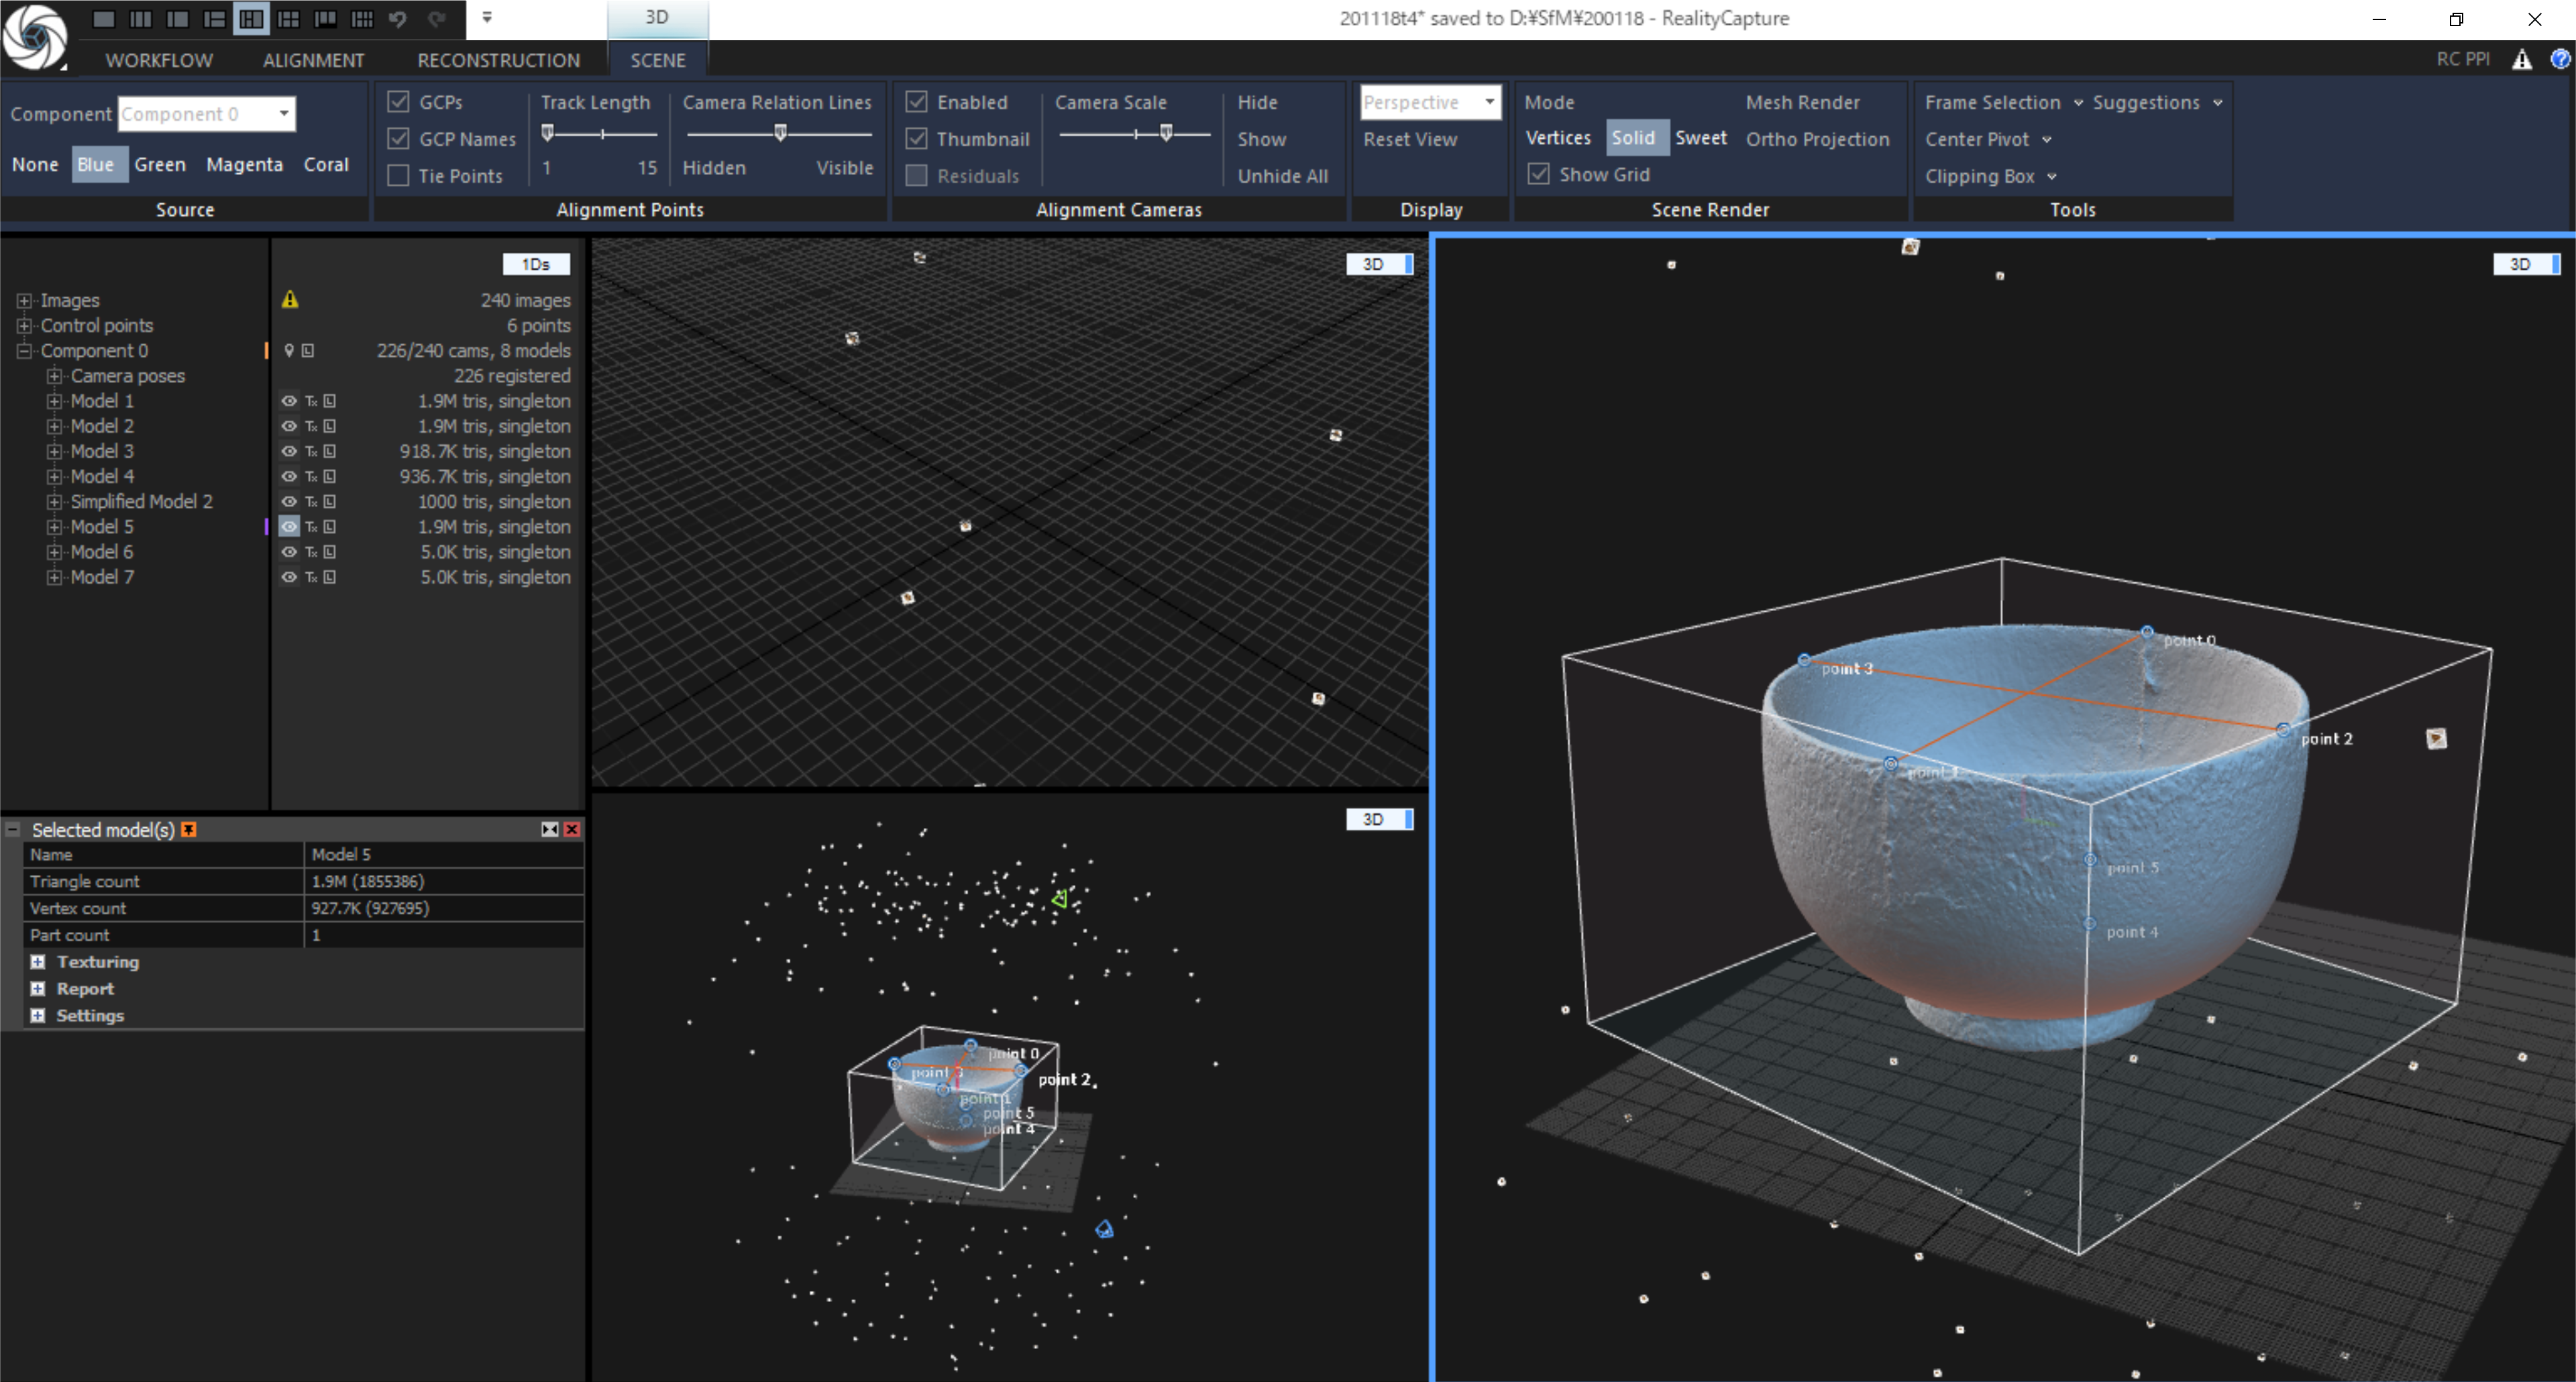 3D
201118t4* saved to D:¥SfM¥200118 - RealityCapture
WORKFLOW ALIGNMENT RECONSTRUCTION SCENE
RC PPI
Component Component 0
None Blue Green Magenta Coral
Source
GCPs
GCP Names
Tie Points
Track Length
1 15
Camera Relation Lines
Hidden Visible
Alignment Points
Enabled
Thumbnail
Residuals
Camera Scale
Hide
Show
Unhide All
Alignment Cameras
Perspective
Reset View
Display
Mode
Vertices Solid Sweet
Show Grid
Mesh Render
Ortho Projection
Scene Render
Frame Selection Suggestions
Center Pivot
Clipping Box
Tools
1Ds
Images 240 images
Control points 6 points
Component 0 226/240 cams, 8 models
Camera poses 226 registered
Model 1 Tx L 1.9M tris, singleton
Model 2 Tx L 1.9M tris, singleton
Model 3 Tx L 918.7K tris, singleton
Model 4 Tx L 936.7K tris, singleton
Simplified Model 2 Tx L 1000 tris, singleton
Model 5 Tx L 1.9M tris, singleton
Model 6 Tx L 5.0K tris, singleton
Model 7 Tx L 5.0K tris, singleton
Selected model(s)
Name Model 5
Triangle count 1.9M (1855386)
Vertex count 927.7K (927695)
Part count 1
Texturing
Report
Settings
3D
3D
point 0
point 3
point 2
point 1
point 5
point 4
3D
point 0
point 3
point 2
point 1
point 5
point 4